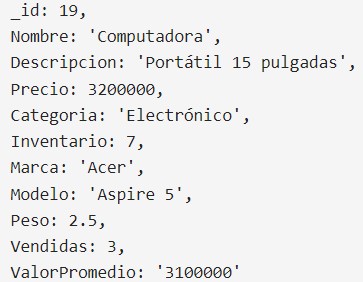 _id: 19,
Nombre: 'Computadora',
Descripcion: 'Portátil 15 pulgadas',
Precio: 3200000,
Categoria: 'Electrónico',
Inventario: 7,
Marca: 'Acer',
Modelo: 'Aspire 5',
Peso: 2.5,
Vendidas: 3,
ValorPromedio: '3100000'